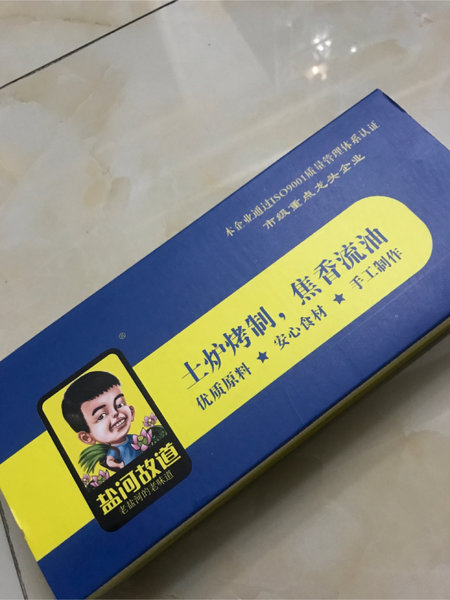 本企业通过ISO9001质量管理体系认证
市级重点龙头企业
土炉烤制，焦香流油
优质原料 ★ 安心食材 ★ 手工制作
®
盐河故道
老盐河的老味道